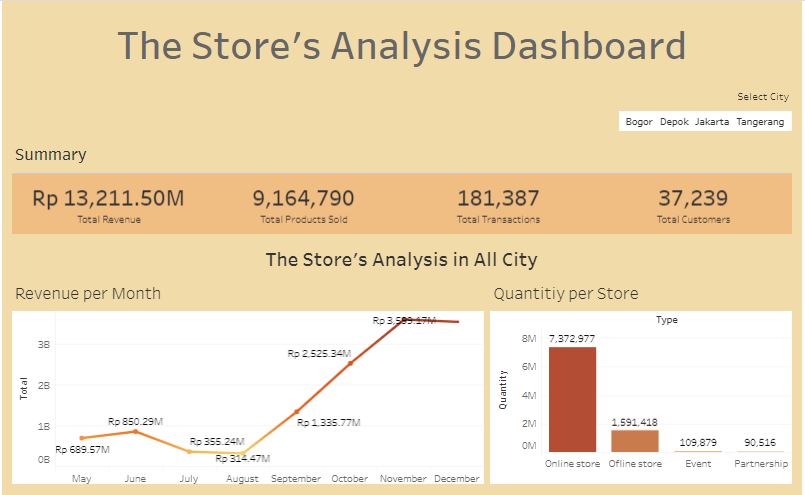 The Store's Analysis Dashboard
Select City
Bogor Depok Jakarta Tangerang
Summary
Rp 13,211.50M 9,164,790 181,387 37,239
Total Revenue Total Products Sold Total Transactions Total Customers
The Store's Analysis in All City
Revenue per Month
Total
3B
2B
1B
0B
Rp 689.57M
Rp 850.29M
Rp 355.24M
Rp 314.47M
Rp 1,335.77M
Rp 2,525.34M
May June July August September October November December
Quantitiy per Store
Type
Quantity
8M
6M
4M
2M
0M
7,372,977
1,591,418
109,879
90,516
Online store Ofline store Event Partnership